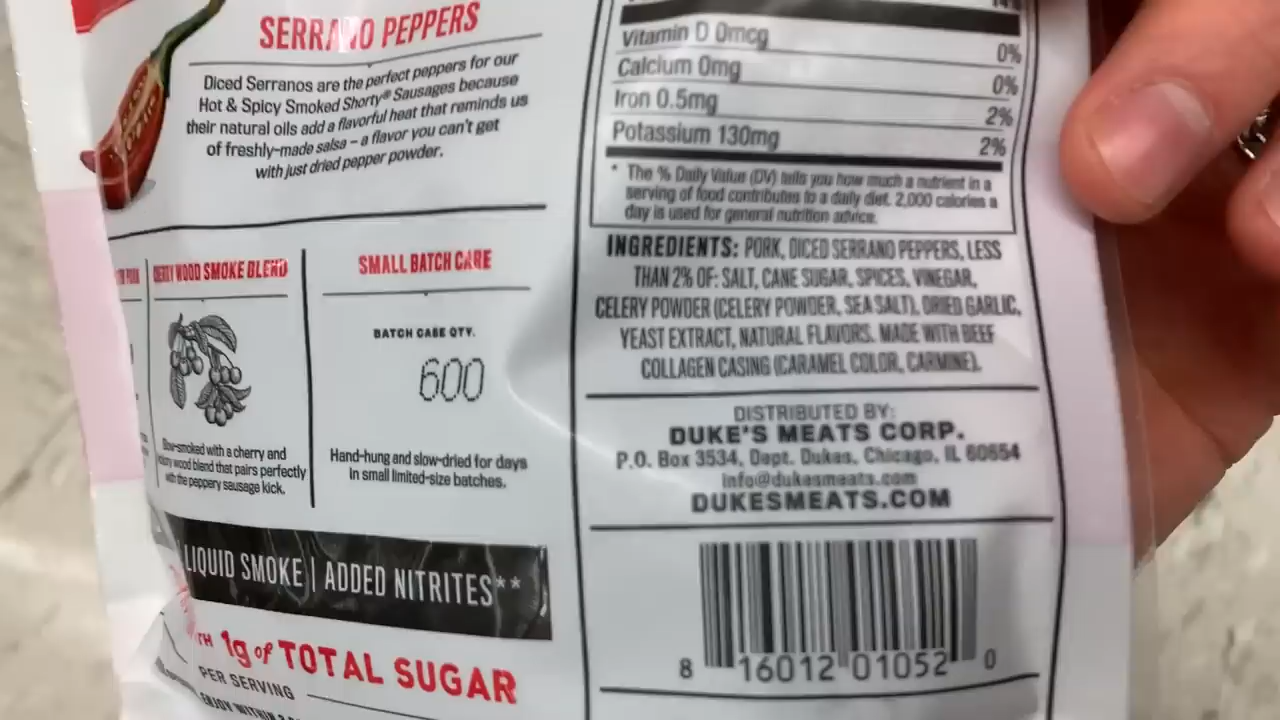 SERRANO PEPPERS
Diced Serranos are the perfect peppers for our
Hot & Spicy Smoked Shorty® Sausages because
their natural oils add a flavorful heat that reminds us
of freshly-made salsa – a flavor you can't get
with just dried pepper powder.
CHERRY WOOD SMOKE BLEND
Slow-smoked with a cherry and
wood blend that pairs perfectly
with the peppery sausage kick.
SMALL BATCH CARE
BATCH CASE QTY.
600
Hand-hung and slow-dried for days
in small limited-size batches.
LIQUID SMOKE | ADDED NITRITES**
1g of TOTAL SUGAR
PER SERVING
ENJOY WITHIN
14%
Vitamin D 0mcg 0%
Calcium 0mg 0%
Iron 0.5mg 2%
Potassium 130mg 2%
* The % Daily Value (DV) tells you how much a nutrient in a
serving of food contributes to a daily diet. 2,000 calories a
day is used for general nutrition advice.
INGREDIENTS: PORK, DICED SERRANO PEPPERS, LESS
THAN 2% OF: SALT, CANE SUGAR, SPICES, VINEGAR,
CELERY POWDER (CELERY POWDER, SEA SALT), DRIED GARLIC,
YEAST EXTRACT, NATURAL FLAVORS. MADE WITH BEEF
COLLAGEN CASING (CARAMEL COLOR, CARMINE).
DISTRIBUTED BY:
DUKE'S MEATS CORP.
P.O. Box 3534, Dept. Dukes, Chicago, IL 60654
info@dukesmeats.com
DUKESMEATS.COM
8 16012 01052 0